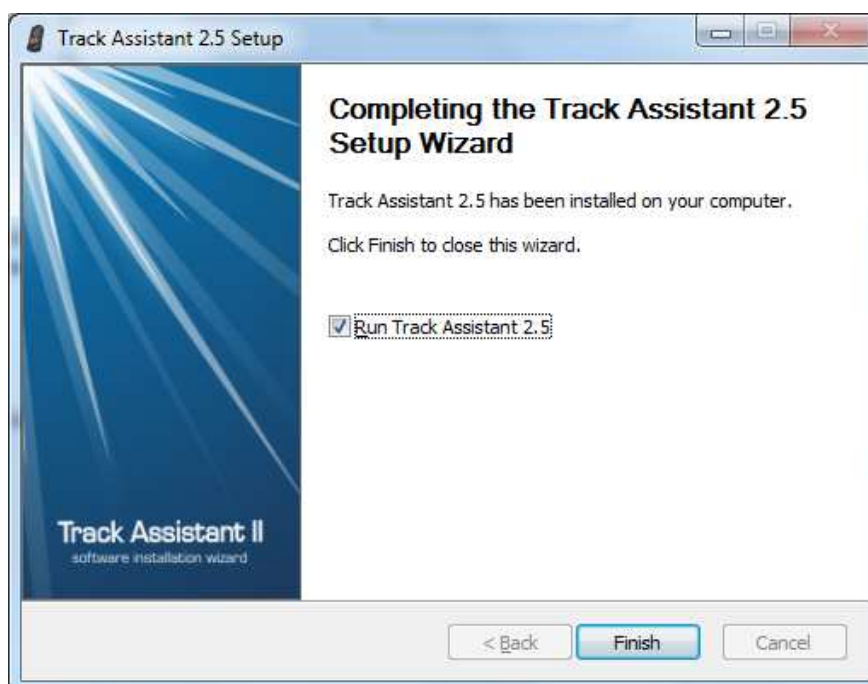 Track Assistant 2.5 Setup
Completing the Track Assistant 2.5
Setup Wizard
Track Assistant 2.5 has been installed on your computer.
Click Finish to close this wizard.
Run Track Assistant 2.5
Track Assistant II
software installation wizard
< Back
Finish
Cancel